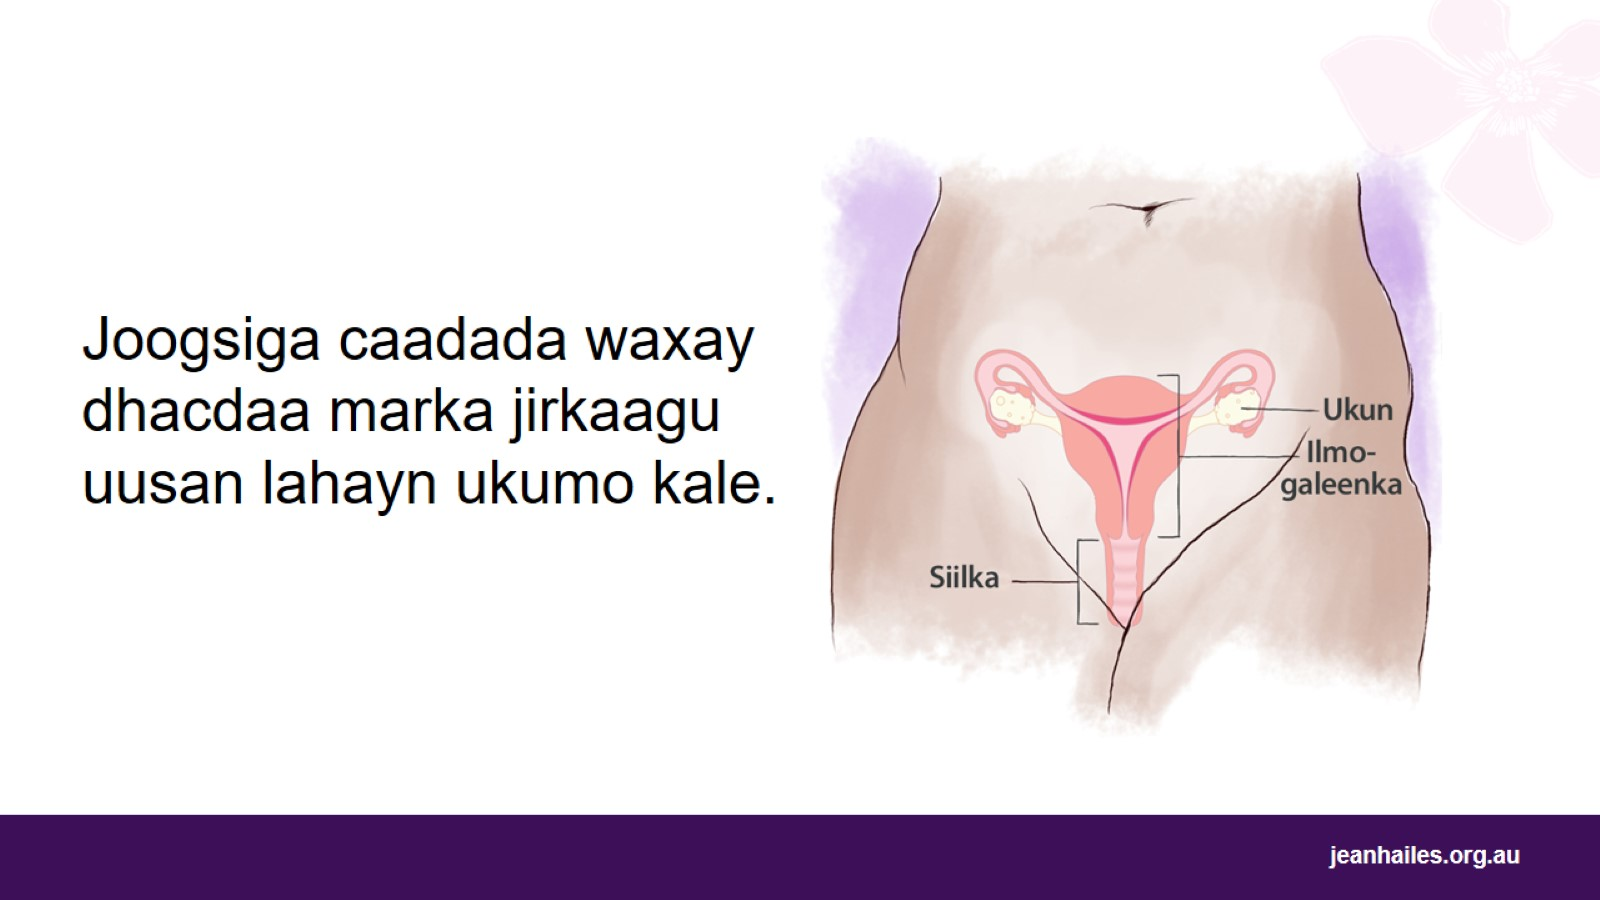 Joogsiga caadada waxay
dhacdaa marka jirkaagu
uusan lahayn ukumo kale.
Ukun
Ilmo-
galeenka
Siilka
jeanhailes.org.au